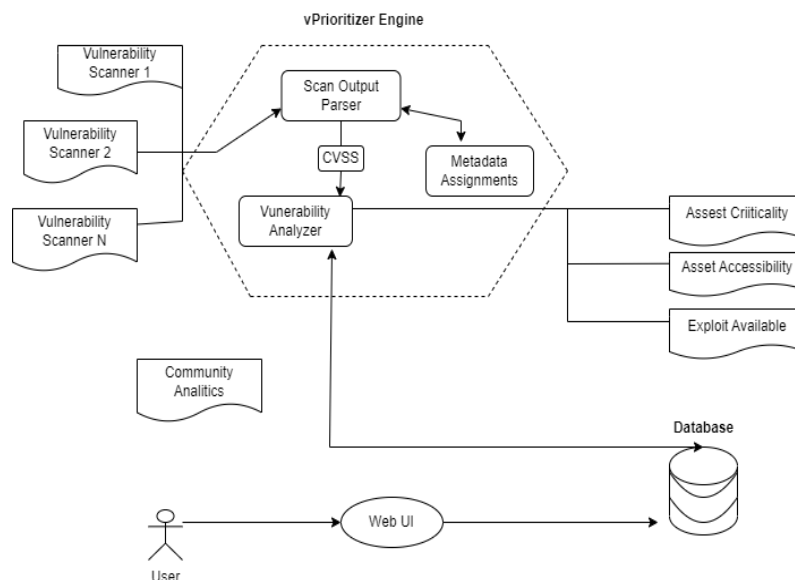 vPrioritizer Engine
Vulnerability
Scanner 1
Scan Output
Parser
Vulnerability
Scanner 2
CVSS
Metadada
Assignments
Vulnerability
Scanner N
Vunerability
Analyzer
Assest Criiticality
Asset Accessibility
Exploit Available
Community
Analitics
Database
Web UI
User